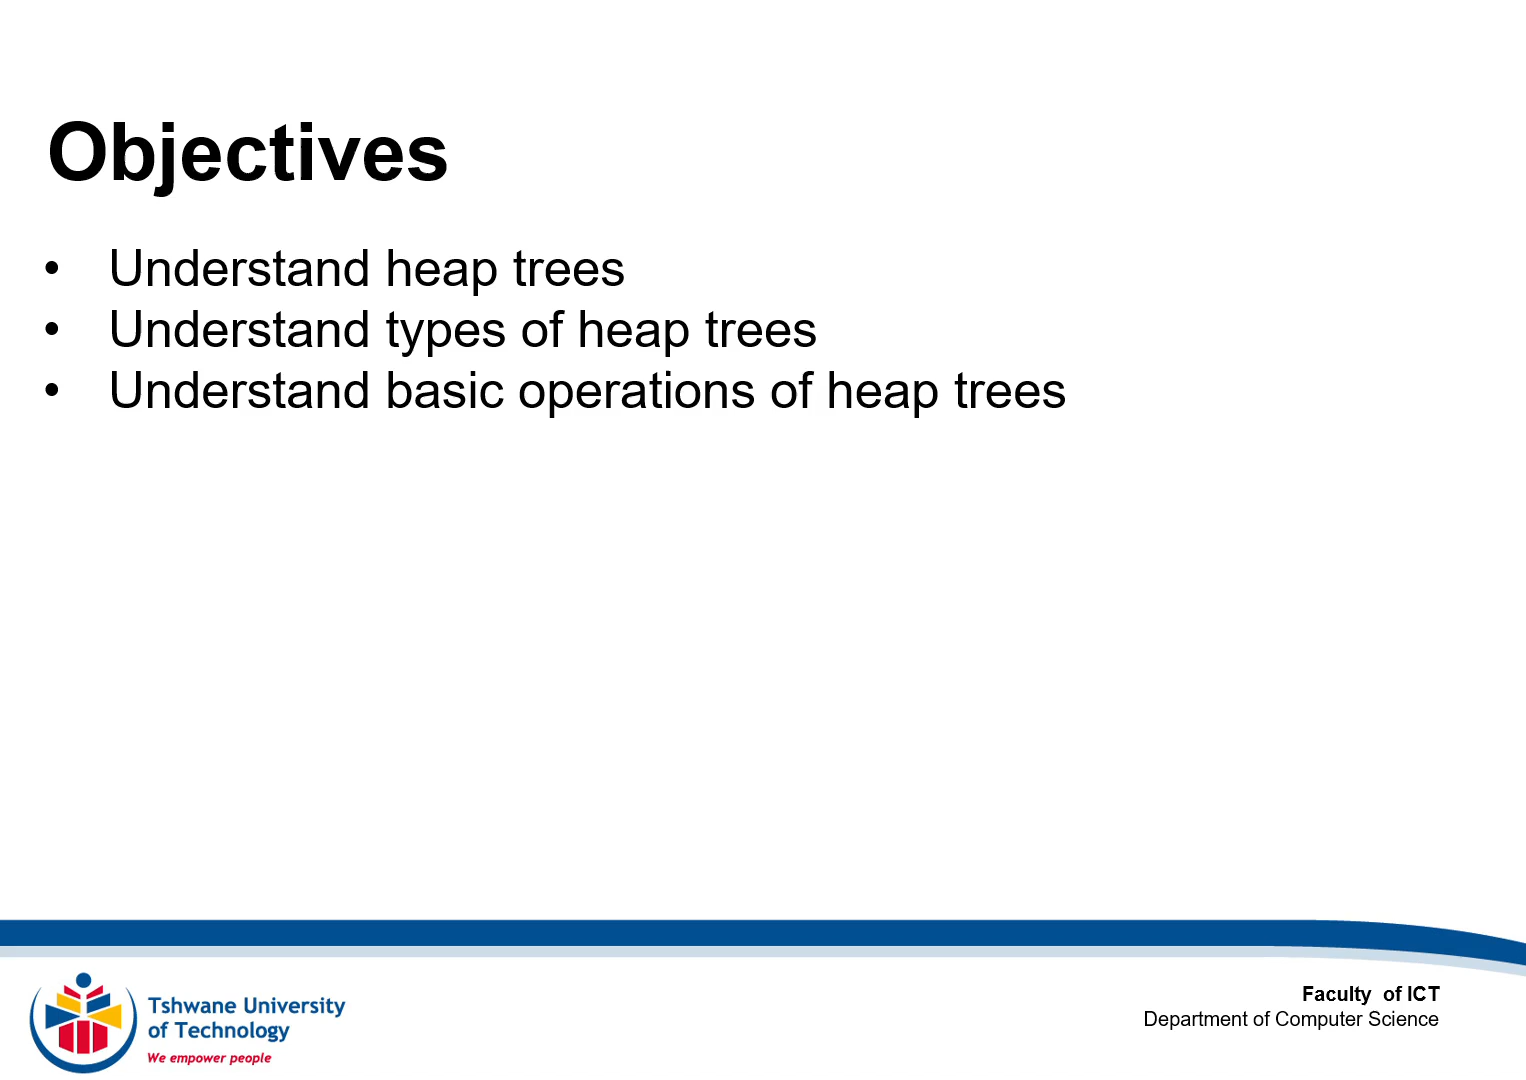 Objectives
• Understand heap trees
• Understand types of heap trees
• Understand basic operations of heap trees
Tshwane University
of Technology
We empower people
Faculty  of ICT
Department of Computer Science